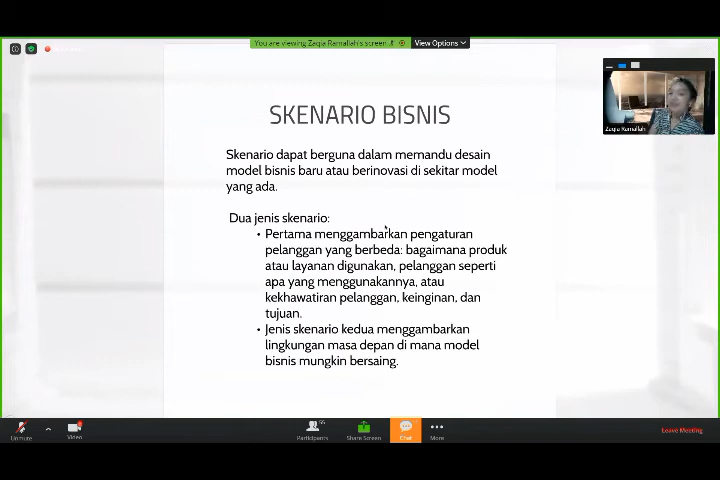 You are viewing Zaqia Ramallah's screen
View Options
Zaqia Ramallah
SKENARIO BISNIS
Skenario dapat berguna dalam memandu desain
model bisnis baru atau berinovasi di sekitar model
yang ada.
Dua jenis skenario:
• Pertama menggambarkan pengaturan
pelanggan yang berbeda: bagaimana produk
atau layanan digunakan, pelanggan seperti
apa yang menggunakannya, atau
kekhawatiran pelanggan, keinginan, dan
tujuan.
• Jenis skenario kedua menggambarkan
lingkungan masa depan di mana model
bisnis mungkin bersaing.
Unmute
Video
Participants
Share Screen
Chat
More
Leave Meeting